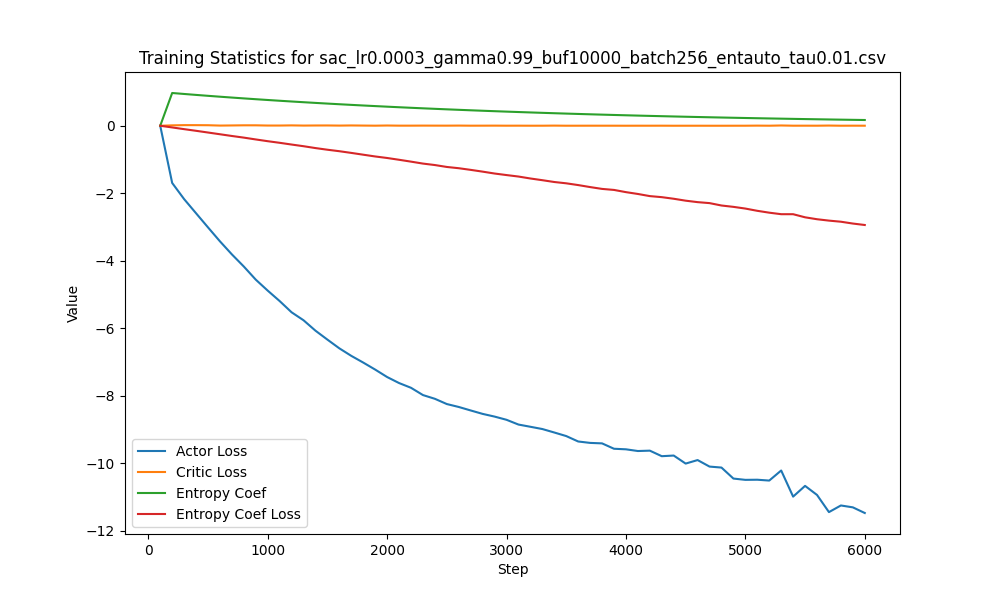 Training Statistics for sac_lr0.0003_gamma0.99_buf10000_batch256_entauto_tau0.01.csv
Value
0
−2
−4
−6
−8
−10
−12
Actor Loss
Critic Loss
Entropy Coef
Entropy Coef Loss
0 1000 2000 3000 4000 5000 6000
Step